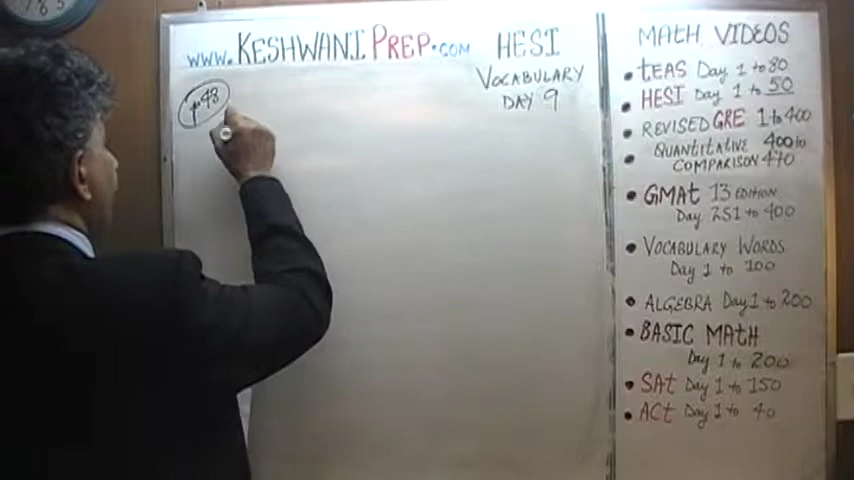 www.KESHWANIPREP.COM
HESI
VOCABULARY
DAY 9
p.43
MATH VIDEOS
TEAS Day 1 to 80
HESI Day 1 to 50
REVISED GRE 1 to 400
QUANTITATIVE 400 to
COMPARISON 470
GMAT 13 EDITION
Day 251 to 400
VOCABULARY WORDS
Day 1 to 100
ALGEBRA Day 1 to 200
BASIC MATH
Day 1 to 200
SAT Day 1 to 150
ACT Day 1 to 40